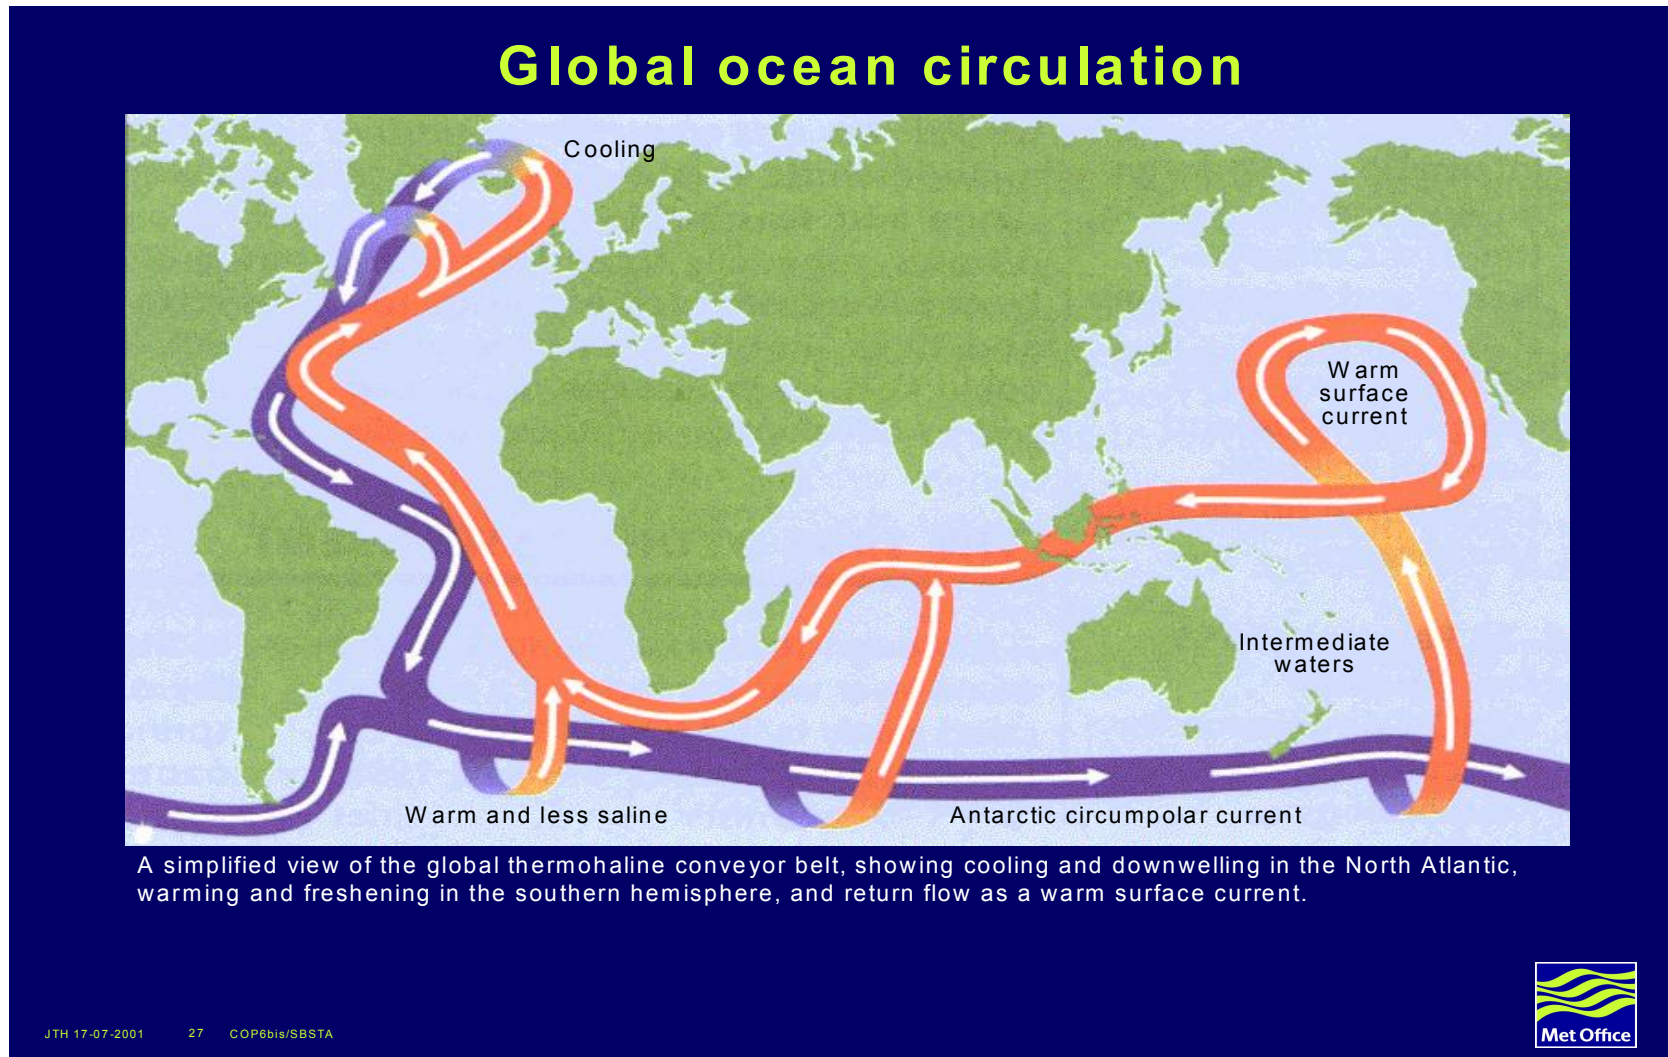 Global ocean circulation
Cooling
Warm
surface
current
Intermediate
waters
Warm and less saline
Antarctic circumpolar current
A simplified view of the global thermohaline conveyor belt, showing cooling and downwelling in the North Atlantic,
warming and freshening in the southern hemisphere, and return flow as a warm surface current.
JTH 17-07-2001 27 COP6bis/SBSTA
Met Office